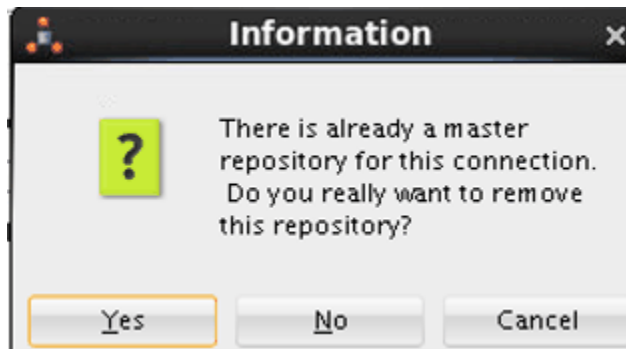 Information
There is already a master
repository for this connection.
Do you really want to remove
this repository?
?
Yes
No
Cancel